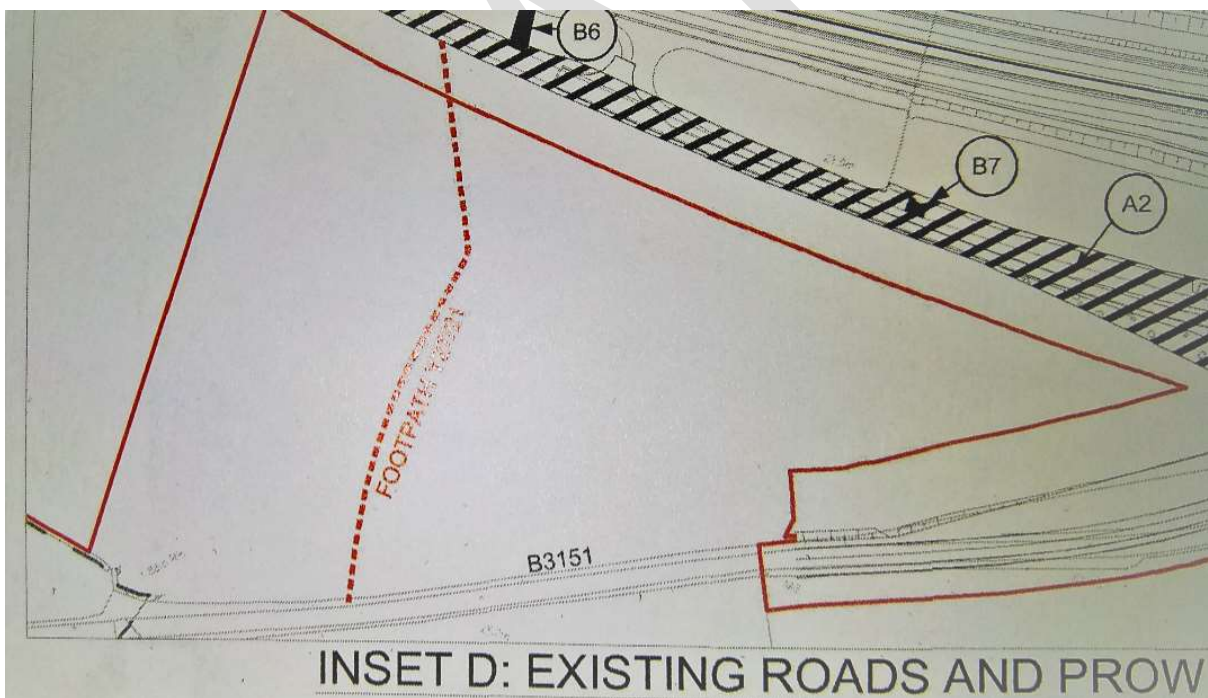 B6
B7
A2
FOOTPATH
B3151
INSET D: EXISTING ROADS AND PROW